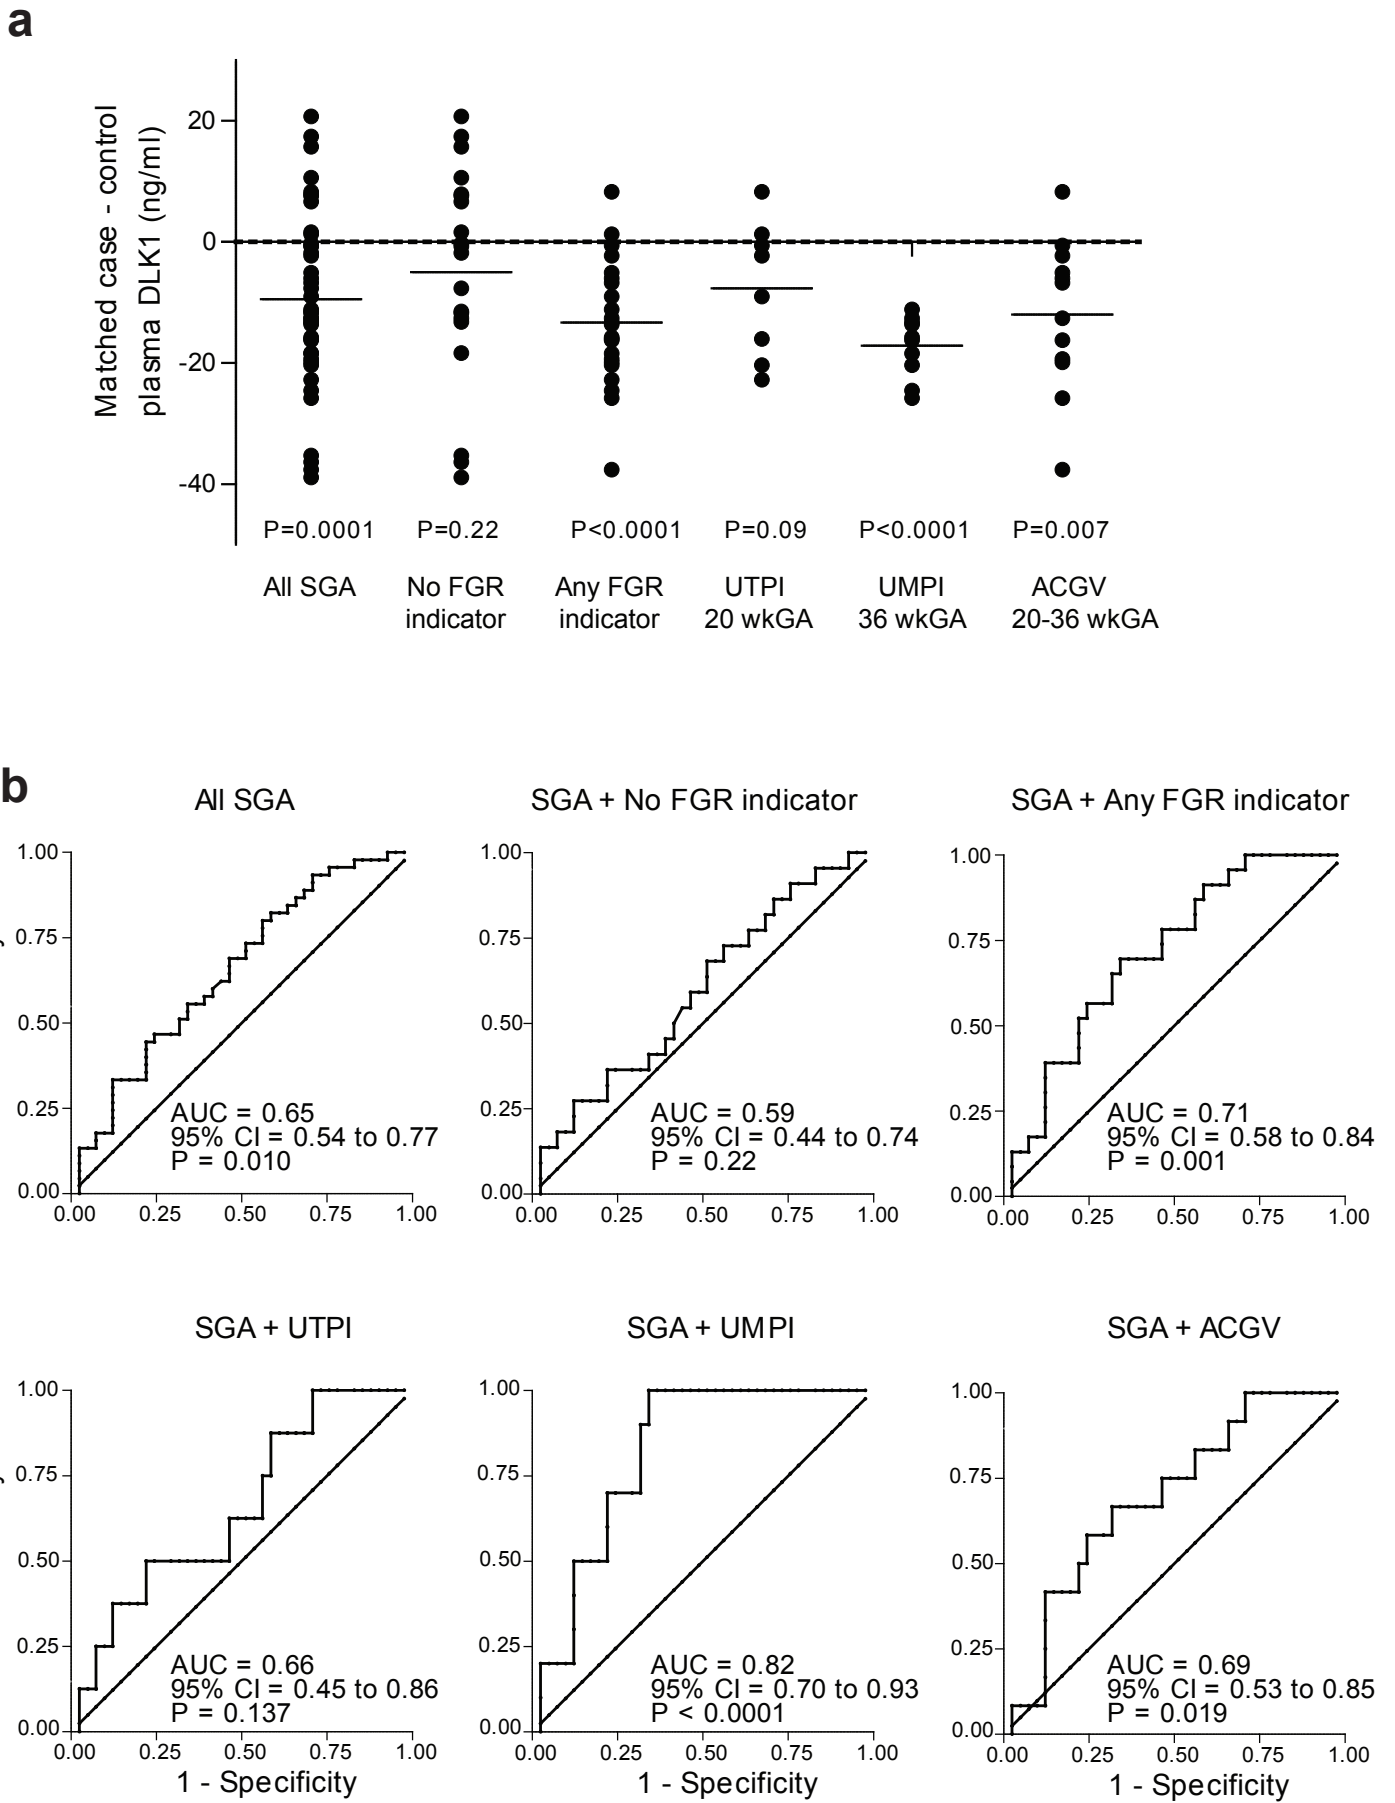 a
Matched case - control
plasma DLK1 (ng/ml)
20
0
-20
-40
P=0.0001 P=0.22 P<0.0001 P=0.09 P<0.0001 P=0.007
All SGA No FGR Any FGR UTPI UMPI ACGV
indicator indicator 20 wkGA 36 wkGA 20-36 wkGA
b
All SGA SGA + No FGR indicator SGA + Any FGR indicator
1.00
0.75
0.50
0.25
0.00
0.00 0.25 0.50 0.75 1.00
AUC = 0.65
95% CI = 0.54 to 0.77
P = 0.010
1.00
0.75
0.50
0.25
0.00
0.00 0.25 0.50 0.75 1.00
AUC = 0.59
95% CI = 0.44 to 0.74
P = 0.22
1.00
0.75
0.50
0.25
0.00
0.00 0.25 0.50 0.75 1.00
AUC = 0.71
95% CI = 0.58 to 0.84
P = 0.001
SGA + UTPI SGA + UMPI SGA + ACGV
1.00
0.75
0.50
0.25
0.00
0.00 0.25 0.50 0.75 1.00
AUC = 0.66
95% CI = 0.45 to 0.86
P = 0.137
1 - Specificity
1.00
0.75
0.50
0.25
0.00
0.00 0.25 0.50 0.75 1.00
AUC = 0.82
95% CI = 0.70 to 0.93
P < 0.0001
1 - Specificity
1.00
0.75
0.50
0.25
0.00
0.00 0.25 0.50 0.75 1.00
AUC = 0.69
95% CI = 0.53 to 0.85
P = 0.019
1 - Specificity